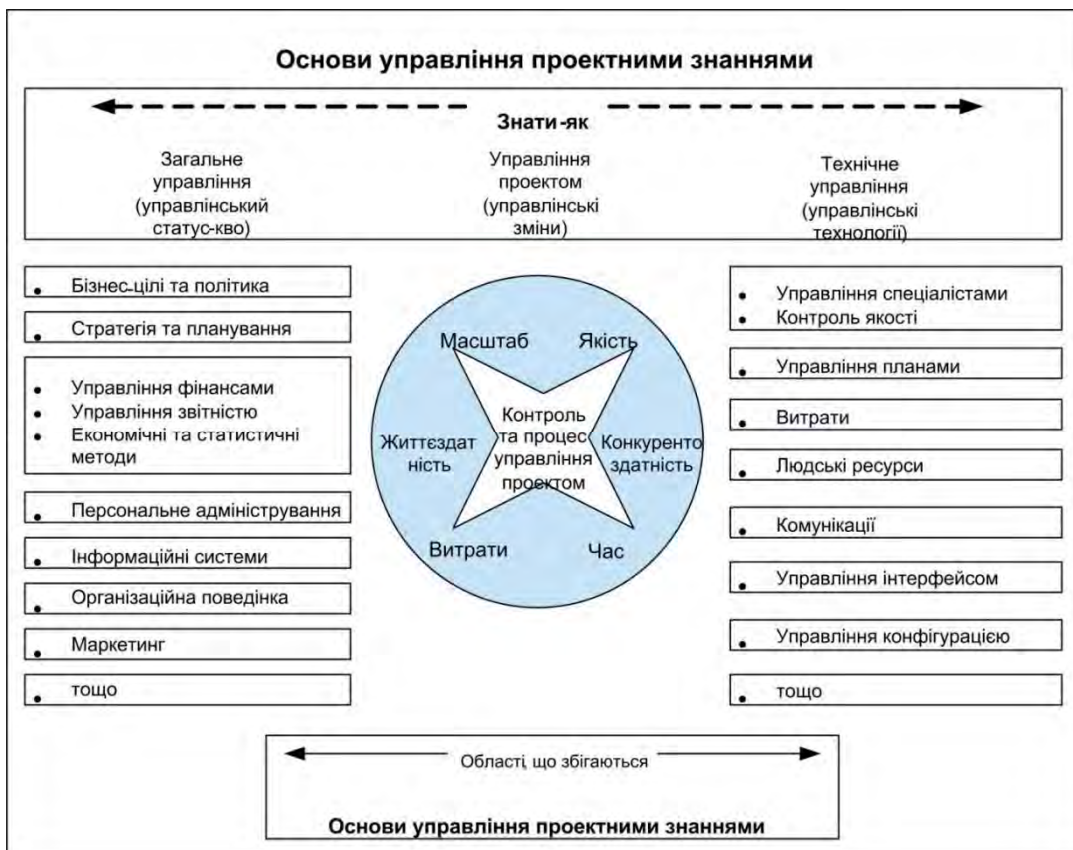 Основи управління проектними знаннями
Знати-як
Загальне
управління
(управлінський
статус-кво)
Управління
проектом
(управлінські
зміни)
Технічне
управління
(управлінські
технології)
• Бізнес-цілі та політика
• Стратегія та планування
• Управління фінансами
• Управління звітністю
• Економічні та статистичні
методи
• Персональне адміністрування
• Інформаційні системи
• Організаційна поведінка
• Маркетинг
• тощо
Масштаб
Якість
Життєздат
ність
Контроль
та процес
управління
проектом
Конкуренто
здатність
Витрати
Час
• Управління спеціалістами
• Контроль якості
• Управління планами
• Витрати
• Людські ресурси
• Комунікації
• Управління інтерфейсом
• Управління конфігурацією
• тощо
Області, що збігаються
Основи управління проектними знаннями